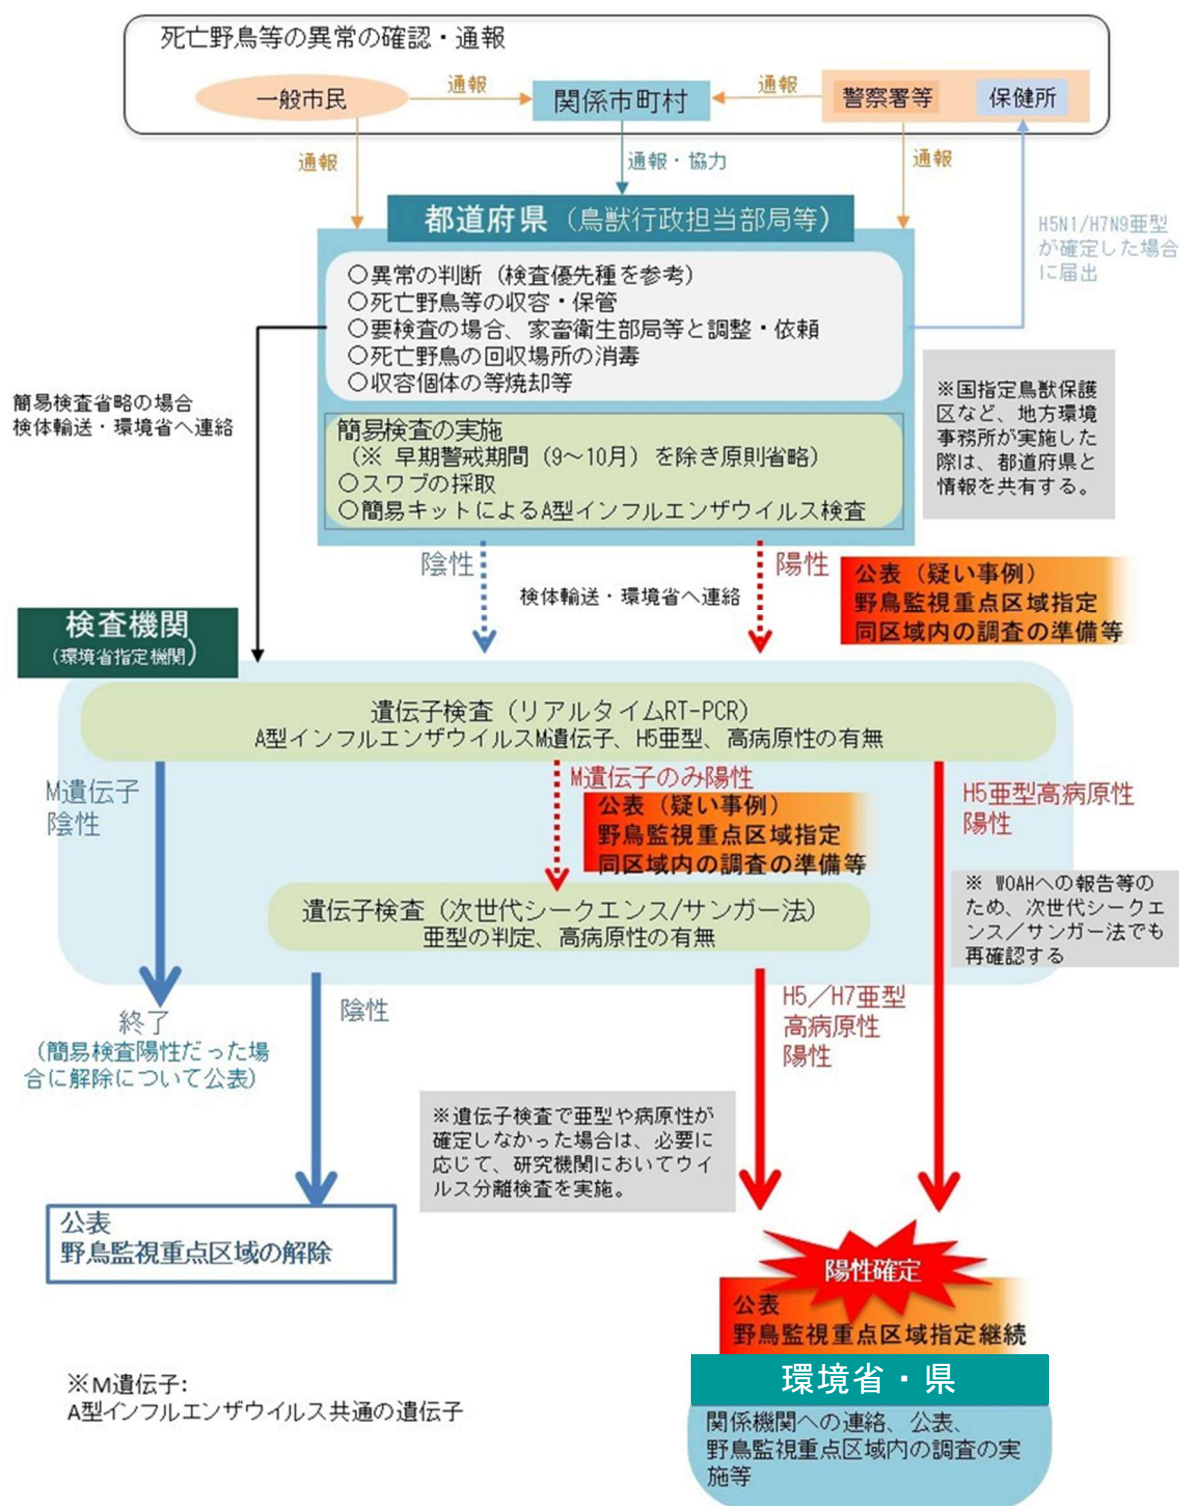 死亡野鳥等の異常の確認・通報
一般市民
通報
関係市町村
通報
警察署等
保健所
通報
通報・協力
通報
都道府県（鳥獣行政担当部局等）
H5N1/H7N9亜型
が確定した場合
に届出
○異常の判断（検査優先種を参考）
○死亡野鳥等の収容・保管
○要検査の場合、家畜衛生部局等と調整・依頼
○死亡野鳥の回収場所の消毒
○収容個体の等焼却等
簡易検査省略の場合
検体輸送・環境省へ連絡
※国指定鳥獣保護
区など、地方環境
事務所が実施した
際は、都道府県と
情報を共有する。
簡易検査の実施
（※ 早期警戒期間（9～10月）を除き原則省略）
○スワブの採取
○簡易キットによるA型インフルエンザウイルス検査
陰性
検体輸送・環境省へ連絡
陽性
公表（疑い事例）
野鳥監視重点区域指定
同区域内の調査の準備等
検査機関
(環境省指定機関)
遺伝子検査（リアルタイムRT-PCR）
A型インフルエンザウイルスM遺伝子、H5亜型、高病原性の有無
M遺伝子
陰性
M遺伝子のみ陽性
公表（疑い事例）
野鳥監視重点区域指定
同区域内の調査の準備等
H5亜型高病原性
陽性
遺伝子検査（次世代シークエンス/サンガー法）
亜型の判定、高病原性の有無
※ WOAHへの報告等の
ため、次世代シークエ
ンス／サンガー法でも
再確認する
終了
（簡易検査陽性だった場
合に解除について公表）
陰性
H5／H7亜型
高病原性
陽性
※遺伝子検査で亜型や病原性が
確定しなかった場合は、必要に
応じて、研究機関においてウイ
ルス分離検査を実施。
公表
野鳥監視重点区域の解除
陽性確定
公表
野鳥監視重点区域指定継続
環境省・県
関係機関への連絡、公表、
野鳥監視重点区域内の調査の実
施等
※M遺伝子:
A型インフルエンザウイルス共通の遺伝子